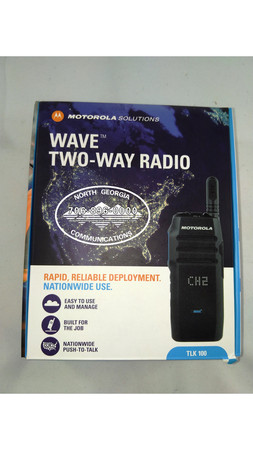 MOTOROLA SOLUTIONS
WAVE™
TWO-WAY RADIO
NORTH GEORGIA
COMMUNICATIONS
MOTOROLA
CH2
RAPID, RELIABLE DEPLOYMENT.
NATIONWIDE USE.
EASY TO USE
AND MANAGE
BUILT FOR
THE JOB
NATIONWIDE
PUSH-TO-TALK
TLK 100